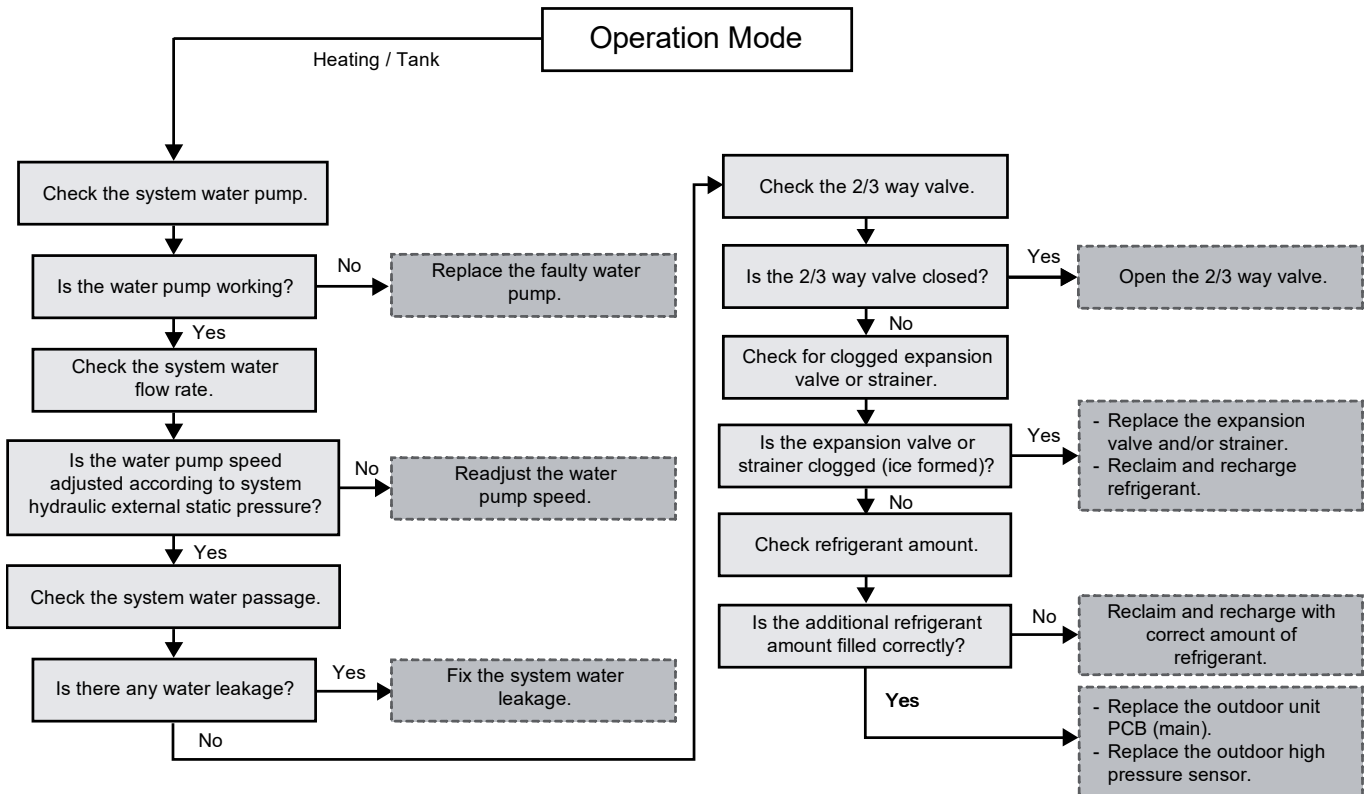 Operation Mode
Heating / Tank
Check the system water pump.
Is the water pump working?
No
Replace the faulty water
pump.
Yes
Check the system water
flow rate.
Is the water pump speed
adjusted according to system
hydraulic external static pressure?
No
Readjust the water
pump speed.
Yes
Check the system water passage.
Is there any water leakage?
Yes
Fix the system water
leakage.
No
Check the 2/3 way valve.
Is the 2/3 way valve closed?
Yes
Open the 2/3 way valve.
No
Check for clogged expansion
valve or strainer.
Is the expansion valve or
strainer clogged (ice formed)?
Yes
- Replace the expansion
valve and/or strainer.
- Reclaim and recharge
refrigerant.
No
Check refrigerant amount.
Is the additional refrigerant
amount filled correctly?
No
Reclaim and recharge with
correct amount of
refrigerant.
Yes
- Replace the outdoor unit
PCB (main).
- Replace the outdoor high
pressure sensor.